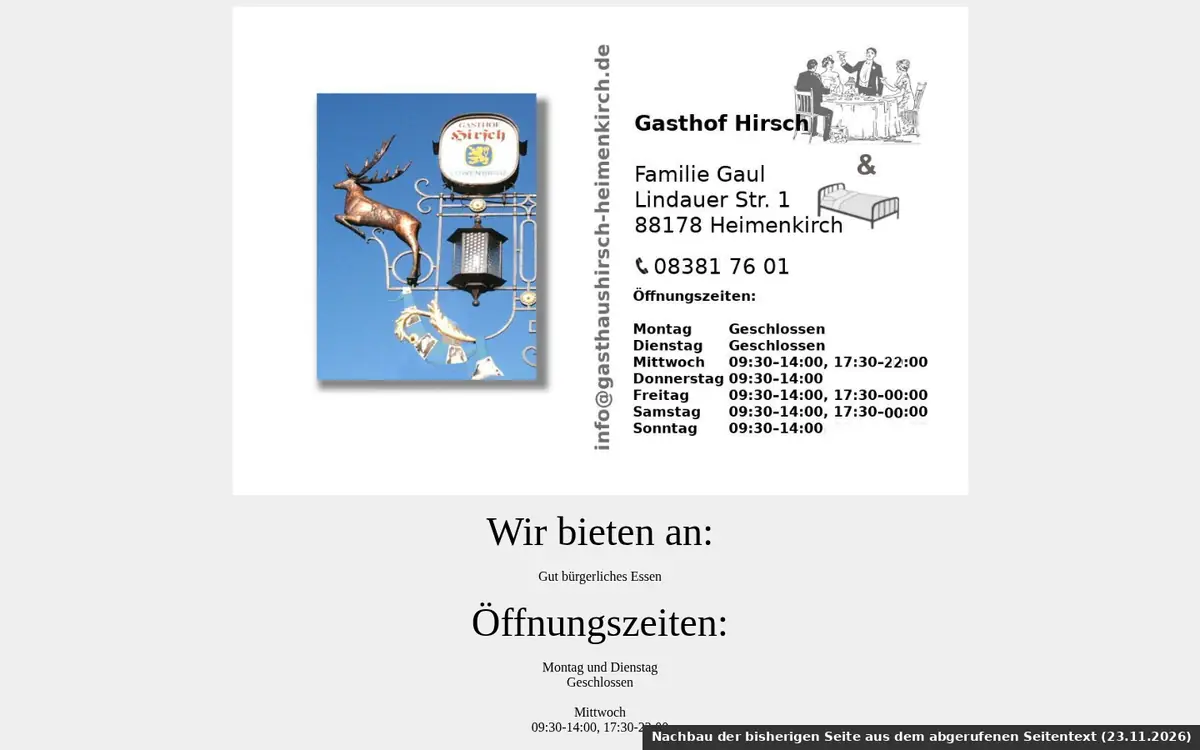 GASTHOF
Hirsch
info@gasthaushirsch-heimenkirch.de
Gasthof Hirsch
&
Familie Gaul
Lindauer Str. 1
88178 Heimenkirch
08381 76 01
Öffnungszeiten:
Montag Geschlossen
Dienstag Geschlossen
Mittwoch 09:30–14:00, 17:30–22:00
Donnerstag 09:30–14:00
Freitag 09:30–14:00, 17:30–00:00
Samstag 09:30–14:00, 17:30–00:00
Sonntag 09:30–14:00
Wir bieten an:
Gut bürgerliches Essen
Öffnungszeiten:
Montag und Dienstag
Geschlossen
Mittwoch
09:30-14:00, 17:30-22:00
Nachbau der bisherigen Seite aus dem abgerufenen Seitentext (23.11.2026)